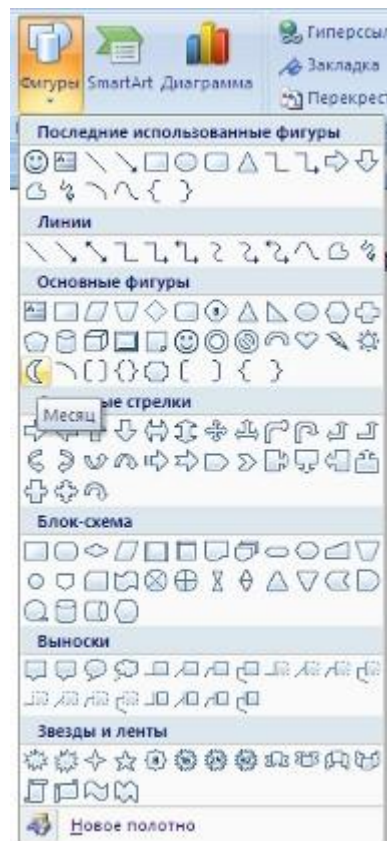 Гиперссыл
Закладка
Фигуры SmartArt Диаграмма
Перекрест
Последние использованные фигуры
Линии
Основные фигуры
Месяц
ые стрелки
Блок-схема
Выноски
Звезды и ленты
Новое полотно